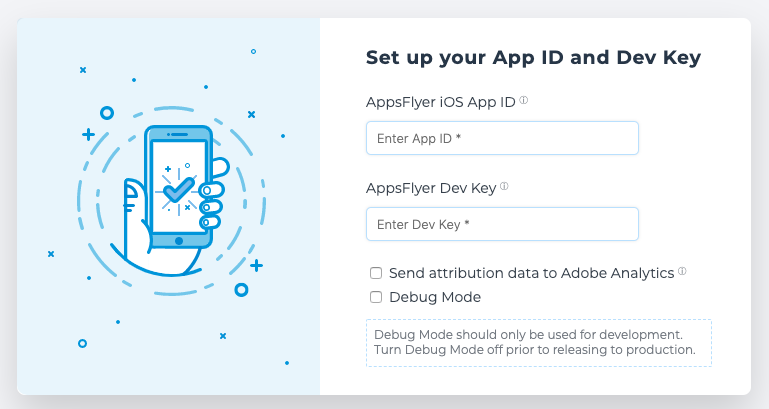 Set up your App ID and Dev Key
AppsFlyer iOS App ID ⓘ
Enter App ID *
AppsFlyer Dev Key ⓘ
Enter Dev Key *
Send attribution data to Adobe Analytics ⓘ
Debug Mode
Debug Mode should only be used for development.
Turn Debug Mode off prior to releasing to production.